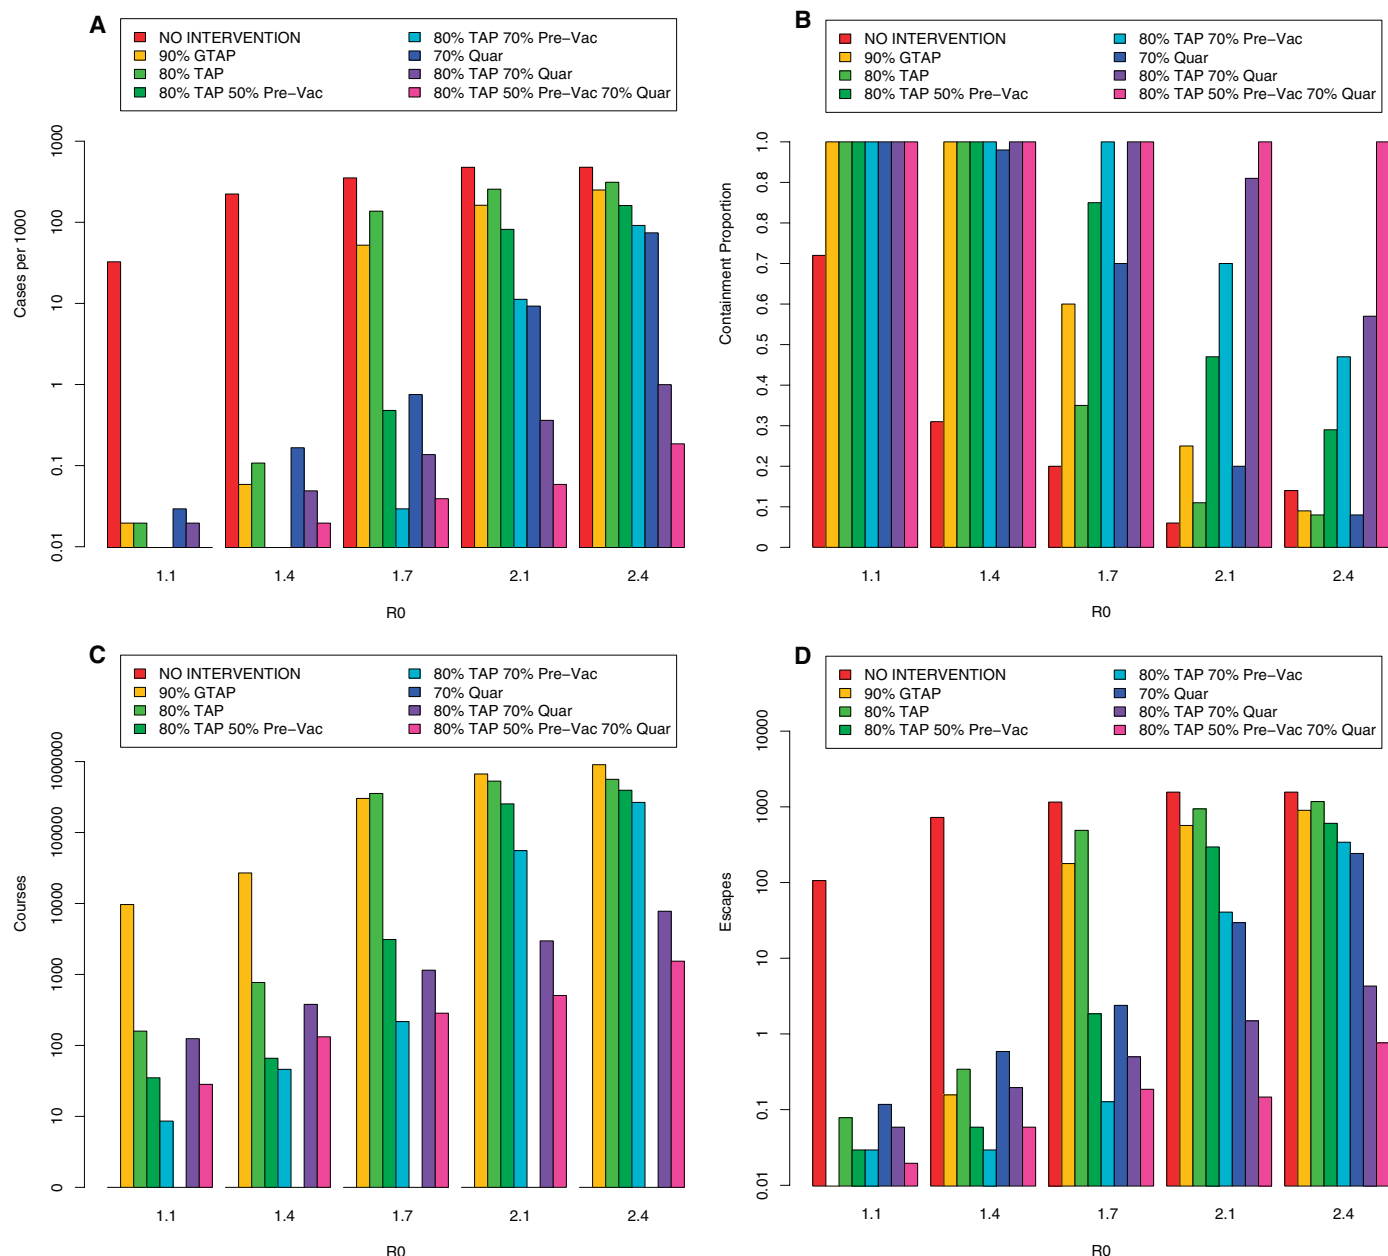 A
NO INTERVENTION
90% GTAP
80% TAP
80% TAP 50% Pre-Vac
80% TAP 70% Pre-Vac
70% Quar
80% TAP 70% Quar
80% TAP 50% Pre-Vac 70% Quar
Cases per 1000
1000
100
10
1
0.1
0.01
1.1 1.4 1.7 2.1 2.4
R0
B
NO INTERVENTION
90% GTAP
80% TAP
80% TAP 50% Pre-Vac
80% TAP 70% Pre-Vac
70% Quar
80% TAP 70% Quar
80% TAP 50% Pre-Vac 70% Quar
Containment Proportion
1.0
0.9
0.8
0.7
0.6
0.5
0.4
0.3
0.2
0.1
0
1.1 1.4 1.7 2.1 2.4
R0
C
NO INTERVENTION
90% GTAP
80% TAP
80% TAP 50% Pre-Vac
80% TAP 70% Pre-Vac
70% Quar
80% TAP 70% Quar
80% TAP 50% Pre-Vac 70% Quar
Courses
1000000
100000
10000
1000
100
10
0
1.1 1.4 1.7 2.1 2.4
R0
D
NO INTERVENTION
90% GTAP
80% TAP
80% TAP 50% Pre-Vac
80% TAP 70% Pre-Vac
70% Quar
80% TAP 70% Quar
80% TAP 50% Pre-Vac 70% Quar
Escapes
10000
1000
100
10
1
0.1
0.01
1.1 1.4 1.7 2.1 2.4
R0